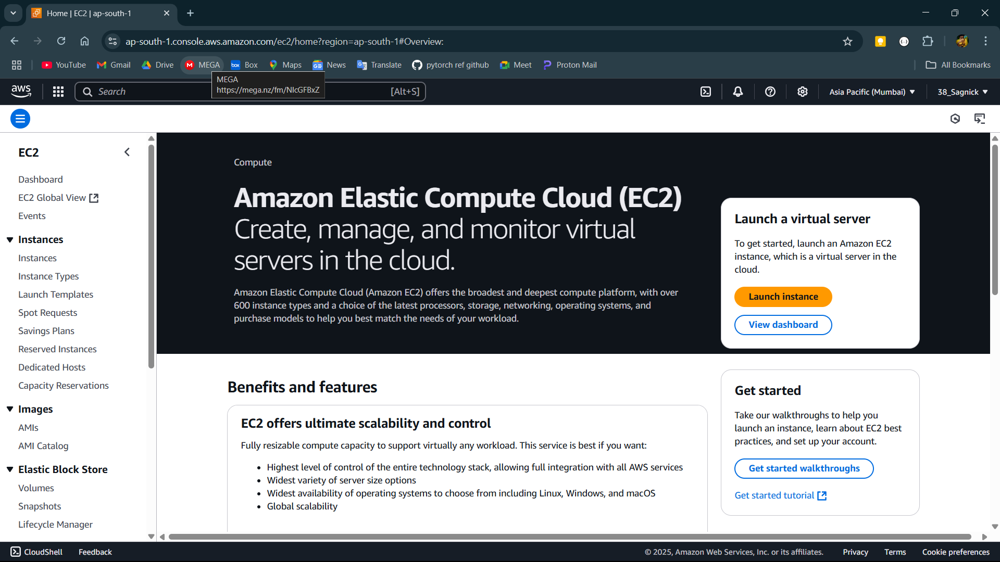 Home | EC2 | ap-south-1
ap-south-1.console.aws.amazon.com/ec2/home?region=ap-south-1#Overview:
YouTube
Gmail
Drive
MEGA
Box
Maps
News
Translate
pytorch ref github
Meet
Proton Mail
All Bookmarks
MEGA
https://mega.nz/fm/NIcGFBxZ
aws
Search
[Alt+S]
Asia Pacific (Mumbai)
38_Sagnick
EC2
Dashboard
EC2 Global View
Events
Instances
Instances
Instance Types
Launch Templates
Spot Requests
Savings Plans
Reserved Instances
Dedicated Hosts
Capacity Reservations
Images
AMIs
AMI Catalog
Elastic Block Store
Volumes
Snapshots
Lifecycle Manager
Compute
Amazon Elastic Compute Cloud (EC2)
Create, manage, and monitor virtual
servers in the cloud.
Amazon Elastic Compute Cloud (Amazon EC2) offers the broadest and deepest compute platform, with over
600 instance types and a choice of the latest processors, storage, networking, operating systems, and
purchase models to help you best match the needs of your workload.
Launch a virtual server
To get started, launch an Amazon EC2
instance, which is a virtual server in the
cloud.
Launch instance
View dashboard
Benefits and features
EC2 offers ultimate scalability and control
Fully resizable compute capacity to support virtually any workload. This service is best if you want:
• Highest level of control of the entire technology stack, allowing full integration with all AWS services
• Widest variety of server size options
• Widest availability of operating systems to choose from including Linux, Windows, and macOS
• Global scalability
Get started
Take our walkthroughs to help you
launch an instance, learn about EC2 best
practices, and set up your account.
Get started walkthroughs
Get started tutorial
CloudShell
Feedback
© 2025, Amazon Web Services, Inc. or its affiliates.
Privacy
Terms
Cookie preferences